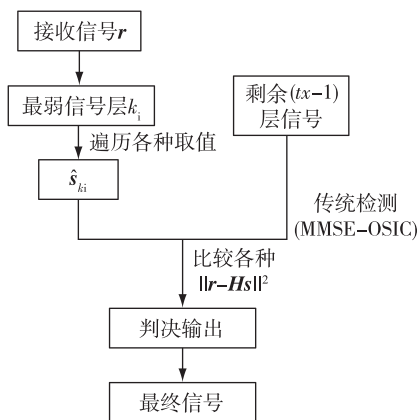 接收信号r
最弱信号层ki
遍历各种取值
ŝki
剩余(tx-1)
层信号
传统检测
(MMSE-OSIC)
比较各种
||r-Hs||²
判决输出
最终信号